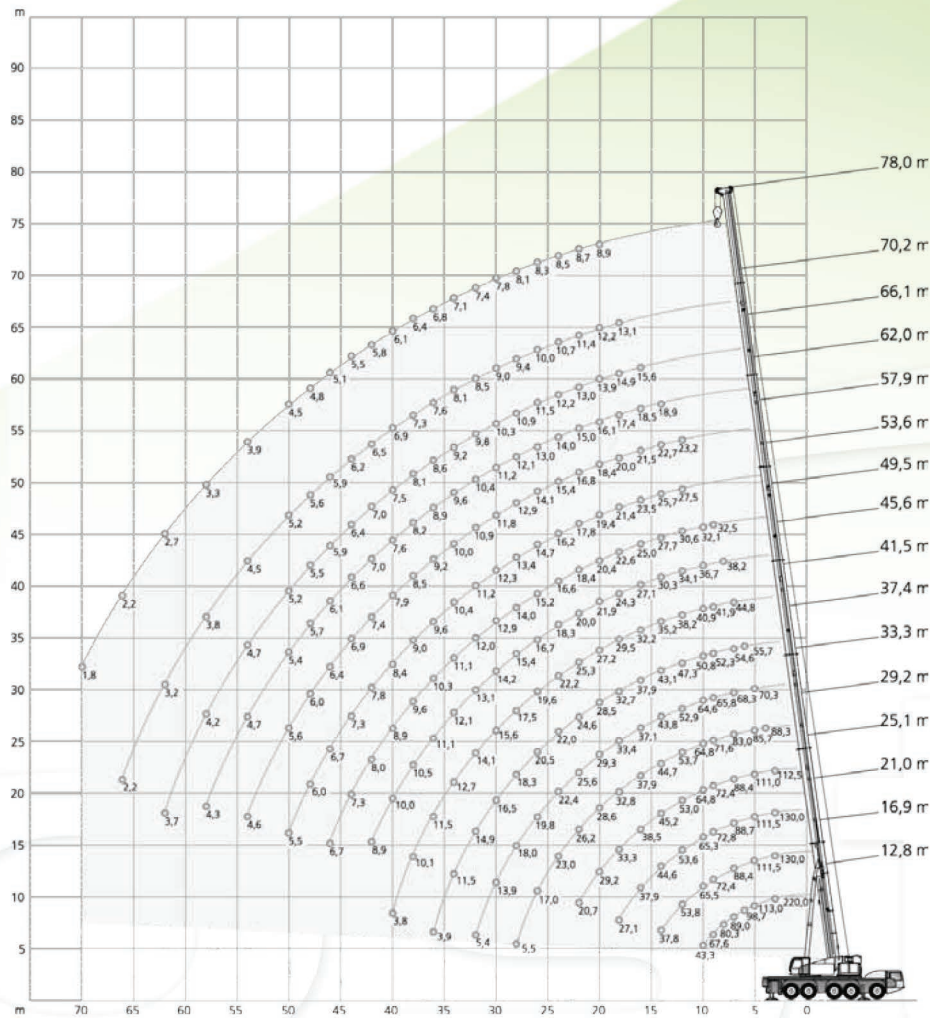 m
90
85
80
75
70
65
60
55
50
45
40
35
30
25
20
15
10
5
m 70 65 60 55 50 45 40 35 30 25 20 15 10 5 0
78,0 m
70,2 m
66,1 m
62,0 m
57,9 m
53,6 m
49,5 m
45,6 m
41,5 m
37,4 m
33,3 m
29,2 m
25,1 m
21,0 m
16,9 m
12,8 m
1,8 2,2 2,7 3,3 3,9 4,5 4,8 5,1 5,5 5,8 6,1 6,4 6,8 7,1 7,4 7,8 8,1 8,3 8,5 8,7 8,9
2,2 3,2 3,8 4,5 5,2 5,6 5,9 6,2 6,5 6,9 7,3 7,6 8,1 8,5 9,0 9,4 10,0 10,7 11,4 12,2 13,1
3,7 4,2 4,7 5,2 5,5 5,9 6,4 7,0 7,5 8,1 8,6 9,2 9,8 10,3 10,9 11,5 12,2 13,0 13,9 14,9 15,6
4,3 4,7 5,4 5,7 6,1 6,6 7,0 7,6 8,2 8,9 9,6 10,4 11,2 12,1 13,0 14,0 15,0 16,1 17,4 18,5 18,9
4,6 5,6 6,0 6,4 6,9 7,4 7,9 8,5 9,2 10,0 10,9 11,8 12,9 14,1 15,4 16,8 18,4 20,0 21,5 22,7 23,2
5,5 6,0 6,7 7,3 7,8 8,4 9,0 9,6 10,4 11,2 12,3 13,4 14,7 16,2 17,8 19,4 21,4 23,5 25,7 27,5
6,7 7,3 8,0 8,9 9,6 10,3 11,1 12,0 12,9 14,0 15,2 16,6 18,4 20,4 22,6 25,0 27,7 30,6 32,1 32,5
8,9 10,0 10,5 11,1 12,1 13,1 14,2 15,4 16,7 18,3 20,0 21,9 24,3 27,1 30,3 34,1 36,7 38,2
3,8 10,1 11,5 12,7 14,1 15,6 17,5 19,6 22,2 25,3 27,2 29,5 32,2 35,2 38,2 40,9 41,9 44,8
3,9 11,5 14,9 16,5 18,3 20,5 22,0 24,6 28,5 32,7 37,9 43,1 47,3 50,8 52,3 54,6 55,7
5,4 13,9 18,0 19,8 22,4 25,6 29,3 33,4 37,1 43,8 52,9 64,6 65,8 68,3 70,3
5,5 17,0 23,0 26,2 28,6 32,8 37,9 44,7 53,7 64,8 71,6 83,0 85,7 88,3
20,7 29,2 33,3 38,5 45,2 53,0 64,8 72,4 88,4 111,0 112,5
27,1 37,9 44,6 53,6 65,3 72,8 88,7 111,5 130,0
37,8 53,8 65,5 72,4 88,4 113,5 130,0
43,3 67,6 80,3 89,0 98,7 113,0 220,0